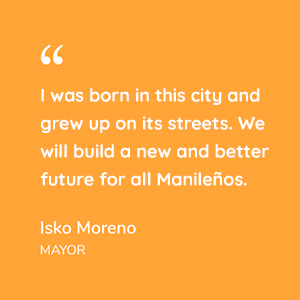 “
I was born in this city and
grew up on its streets. We
will build a new and better
future for all Manileños.
Isko Moreno
MAYOR